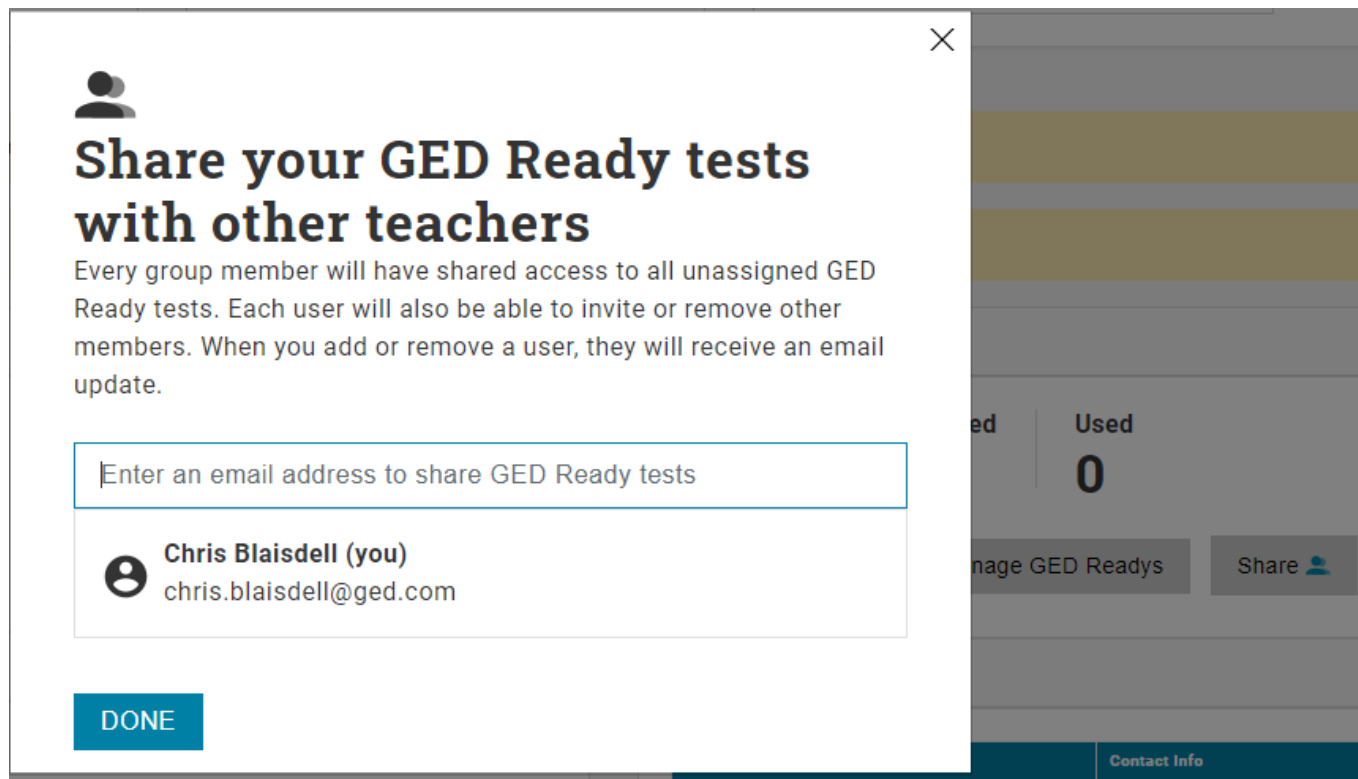 Share your GED Ready tests
with other teachers
Every group member will have shared access to all unassigned GED
Ready tests. Each user will also be able to invite or remove other
members. When you add or remove a user, they will receive an email
update.
Enter an email address to share GED Ready tests
Chris Blaisdell (you)
chris.blaisdell@ged.com
DONE
ed
Used
0
nage GED Readys
Share
Contact Info